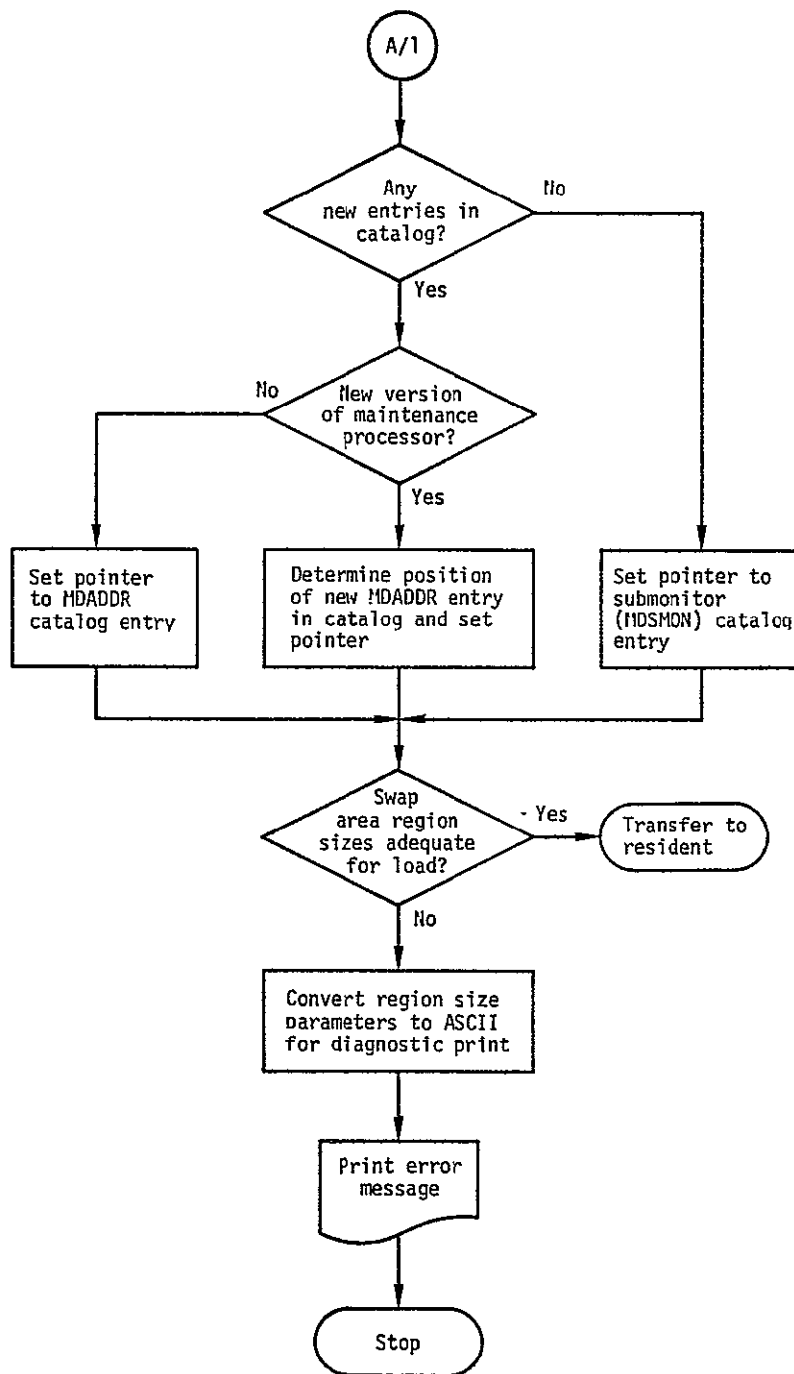 A/1
Any
new entries in
catalog?
No
Yes
New version
of maintenance
processor?
No
Yes
Set pointer
to MDADDR
catalog entry
Determine position
of new MDADDR entry
in catalog and set
pointer
Set pointer to
submonitor
(MDSMON) catalog
entry
Swap
area region
sizes adequate
for load?
Yes
Transfer to
resident
No
Convert region size
parameters to ASCII
for diagnostic print
Print error
message
Stop